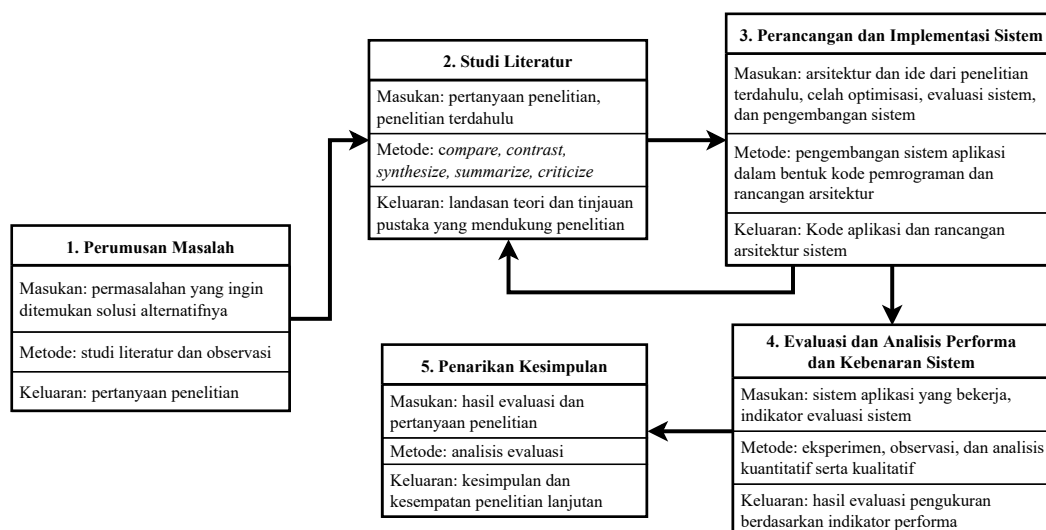 1. Perumusan Masalah
Masukan: permasalahan yang ingin
ditemukan solusi alternatifnya
Metode: studi literatur dan observasi
Keluaran: pertanyaan penelitian
2. Studi Literatur
Masukan: pertanyaan penelitian,
penelitian terdahulu
Metode: compare, contrast,
synthesize, summarize, criticize
Keluaran: landasan teori dan tinjauan
pustaka yang mendukung penelitian
3. Perancangan dan Implementasi Sistem
Masukan: arsitektur dan ide dari penelitian
terdahulu, celah optimisasi, evaluasi sistem,
dan pengembangan sistem
Metode: pengembangan sistem aplikasi
dalam bentuk kode pemrograman dan
rancangan arsitektur
Keluaran: Kode aplikasi dan rancangan
arsitektur sistem
4. Evaluasi dan Analisis Performa
dan Kebenaran Sistem
Masukan: sistem aplikasi yang bekerja,
indikator evaluasi sistem
Metode: eksperimen, observasi, dan analisis
kuantitatif serta kualitatif
Keluaran: hasil evaluasi pengukuran
berdasarkan indikator performa
5. Penarikan Kesimpulan
Masukan: hasil evaluasi dan
pertanyaan penelitian
Metode: analisis evaluasi
Keluaran: kesimpulan dan
kesempatan penelitian lanjutan